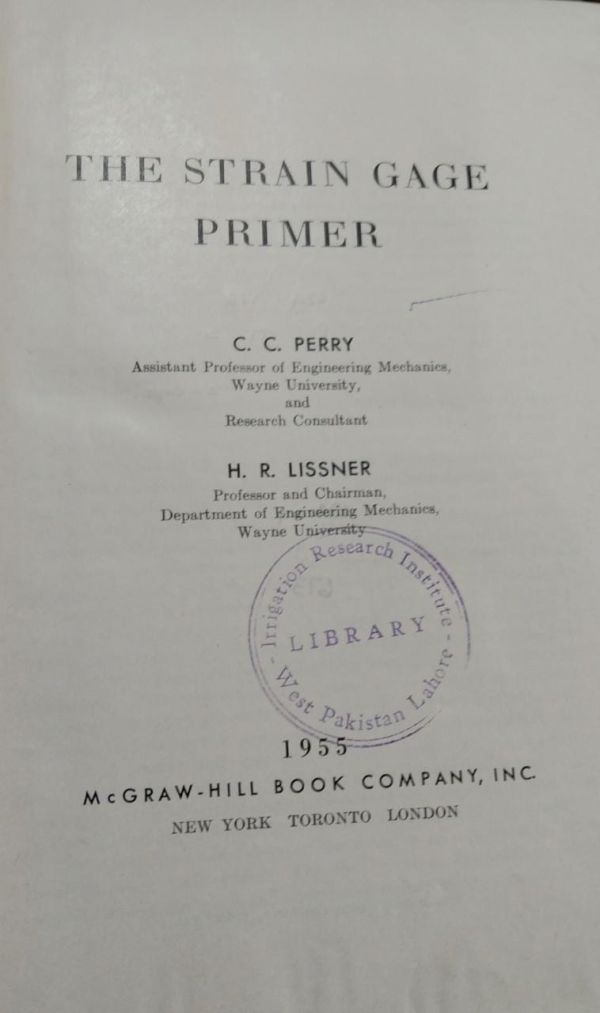 THE STRAIN GAGE
PRIMER
C. C. PERRY
Assistant Professor of Engineering Mechanics,
Wayne University,
and
Research Consultant
H. R. LISSNER
Professor and Chairman,
Department of Engineering Mechanics,
Wayne University
- Irrigation Research Institute -
LIBRARY
West Pakistan Lahore
1955
McGRAW-HILL BOOK COMPANY, INC.
NEW YORK TORONTO LONDON